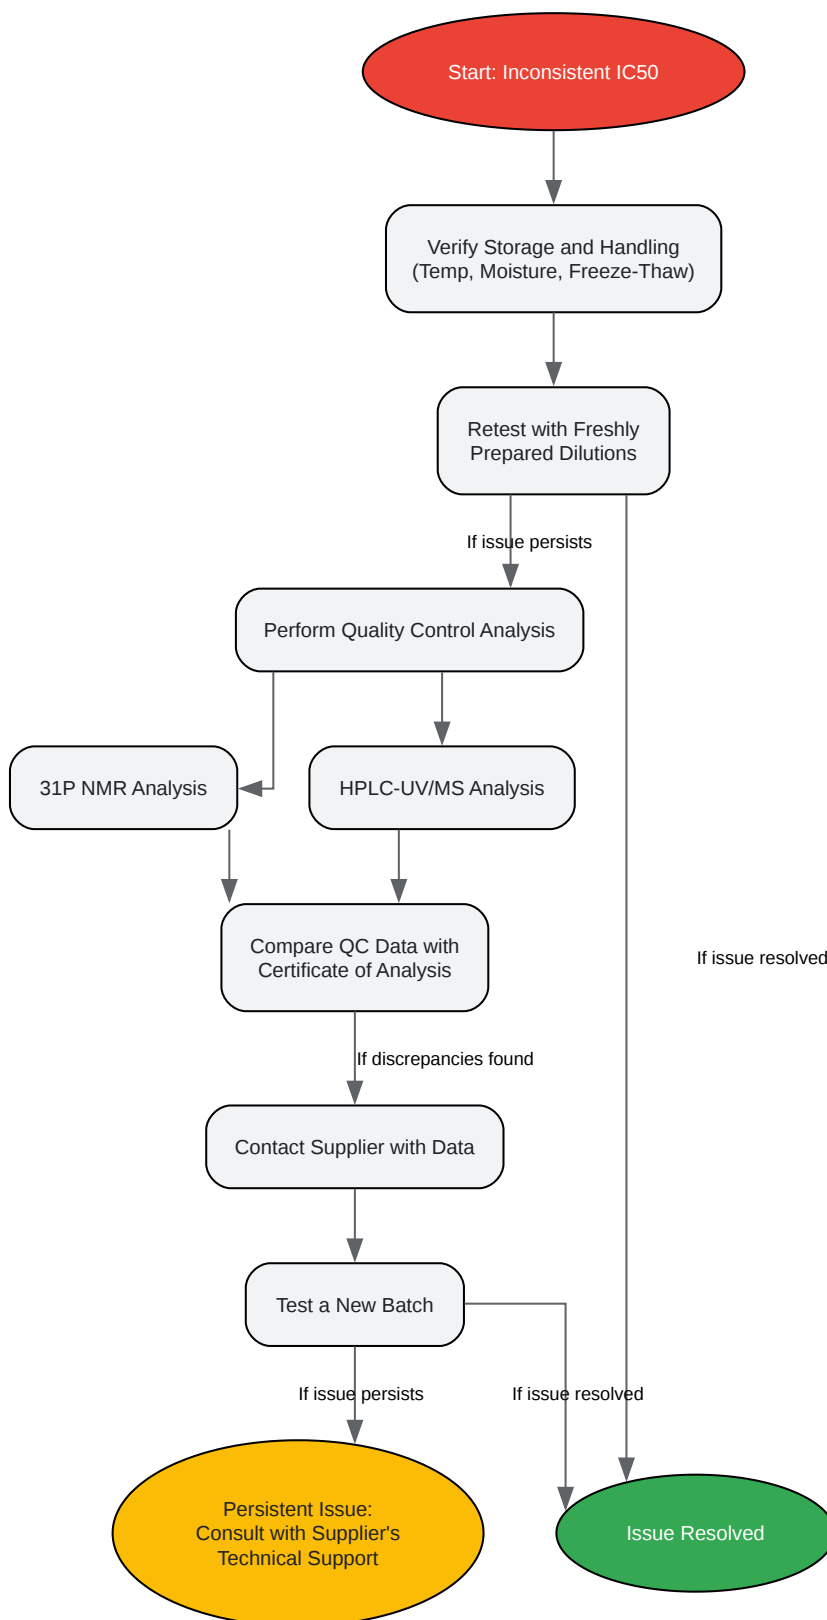 Start: Inconsistent IC50
Verify Storage and Handling
(Temp, Moisture, Freeze-Thaw)
Retest with Freshly
Prepared Dilutions
If issue persists
Perform Quality Control Analysis
31P NMR Analysis
HPLC-UV/MS Analysis
Compare QC Data with
Certificate of Analysis
If issue resolved
If discrepancies found
Contact Supplier with Data
Test a New Batch
If issue persists
If issue resolved
Persistent Issue:
Consult with Supplier's
Technical Support
Issue Resolved